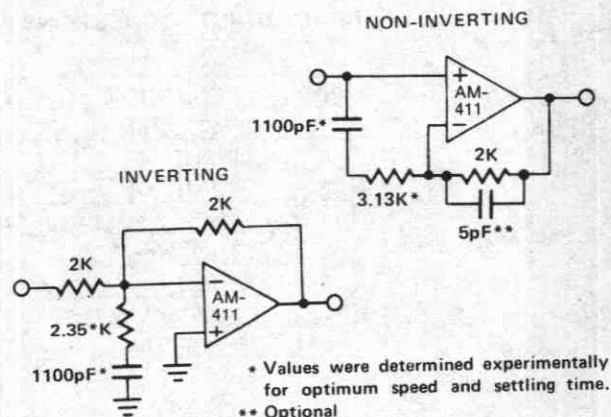 NON-INVERTING
+
AM-
411
−
1100pF*
2K
3.13K*
5pF**
INVERTING
2K
2K
−
AM-
411
+
2.35*K
1100pF*
* Values were determined experimentally
for optimum speed and settling time.
** Optional